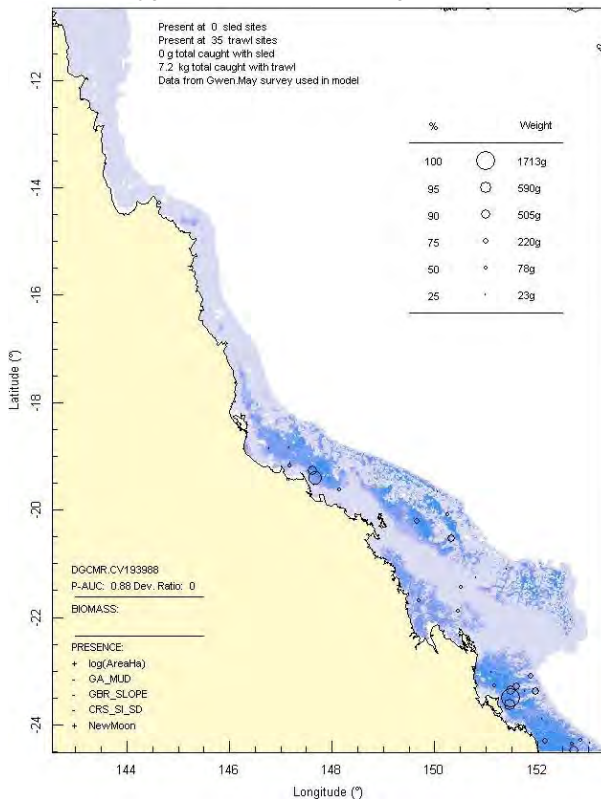 Present at 0 sled sites
Present at 35 trawl sites
0 g total caught with sled
7.2 kg total caught with trawl
Data from Gwen.May survey used in model
% Weight
100 1713g
95 590g
90 505g
75 220g
50 78g
25 23g
-12
-14
-16
-18
-20
-22
-24
Latitude (°)
DGCMR.CV193988
P-AUC: 0.88 Dev. Ratio: 0
BIOMASS:
PRESENCE:
+ log(AreaHa)
- GA_MUD
- GBR_SLOPE
- CRS_SI_SD
+ NewMoon
144 146 148 150 152
Longitude (°)